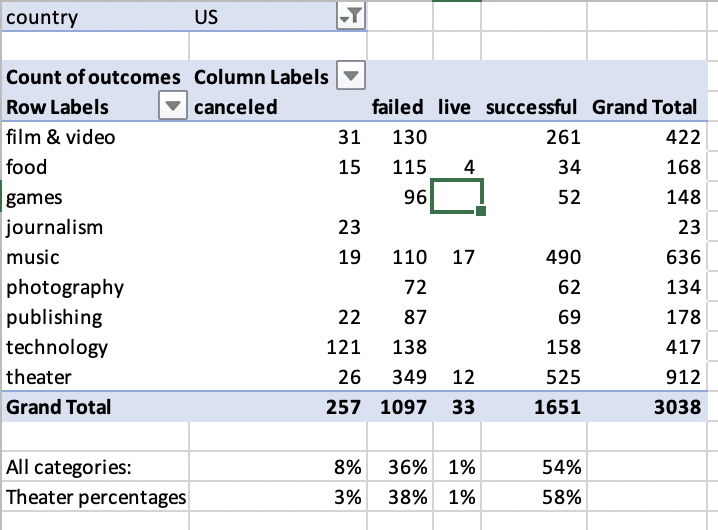 country US
Count of outcomes Column Labels
Row Labels canceled failed live successful Grand Total
film & video 31 130 261 422
food 15 115 4 34 168
games 96 52 148
journalism 23 23
music 19 110 17 490 636
photography 72 62 134
publishing 22 87 69 178
technology 121 138 158 417
theater 26 349 12 525 912
Grand Total 257 1097 33 1651 3038
All categories: 8% 36% 1% 54%
Theater percentages 3% 38% 1% 58%